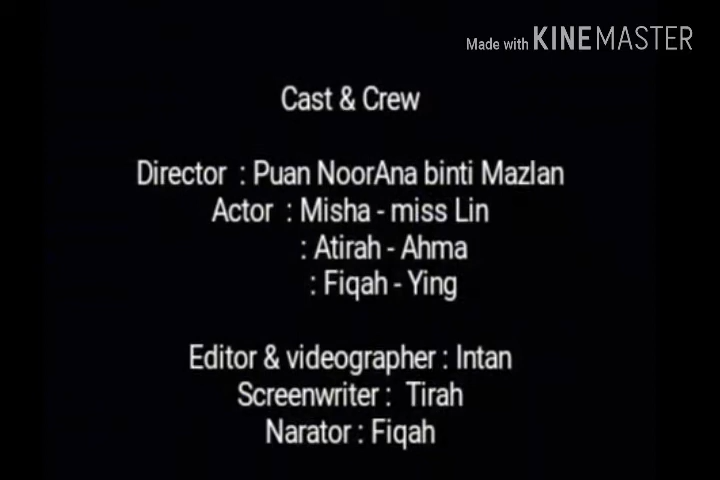 Made with KINEMASTER
Cast & Crew
Director : Puan NoorAna binti Mazlan
Actor : Misha - miss Lin
: Atirah - Ahma
: Fiqah - Ying
Editor & videographer : Intan
Screenwriter : Tirah
Narator : Fiqah